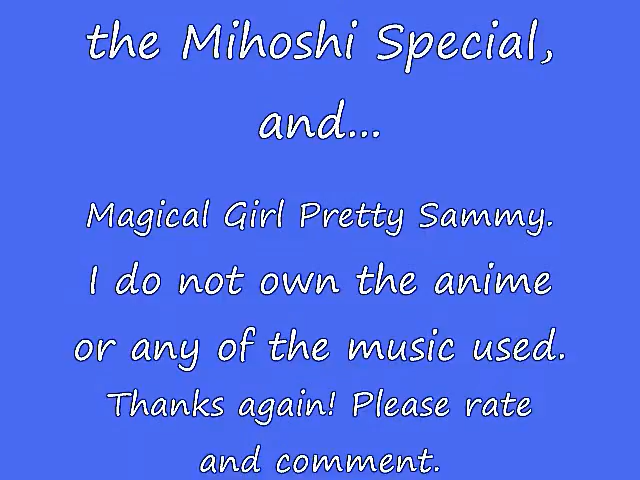 the Mihoshi Special,
and...
Magical Girl Pretty Sammy.
I do not own the anime
or any of the music used.
Thanks again! Please rate
and comment.